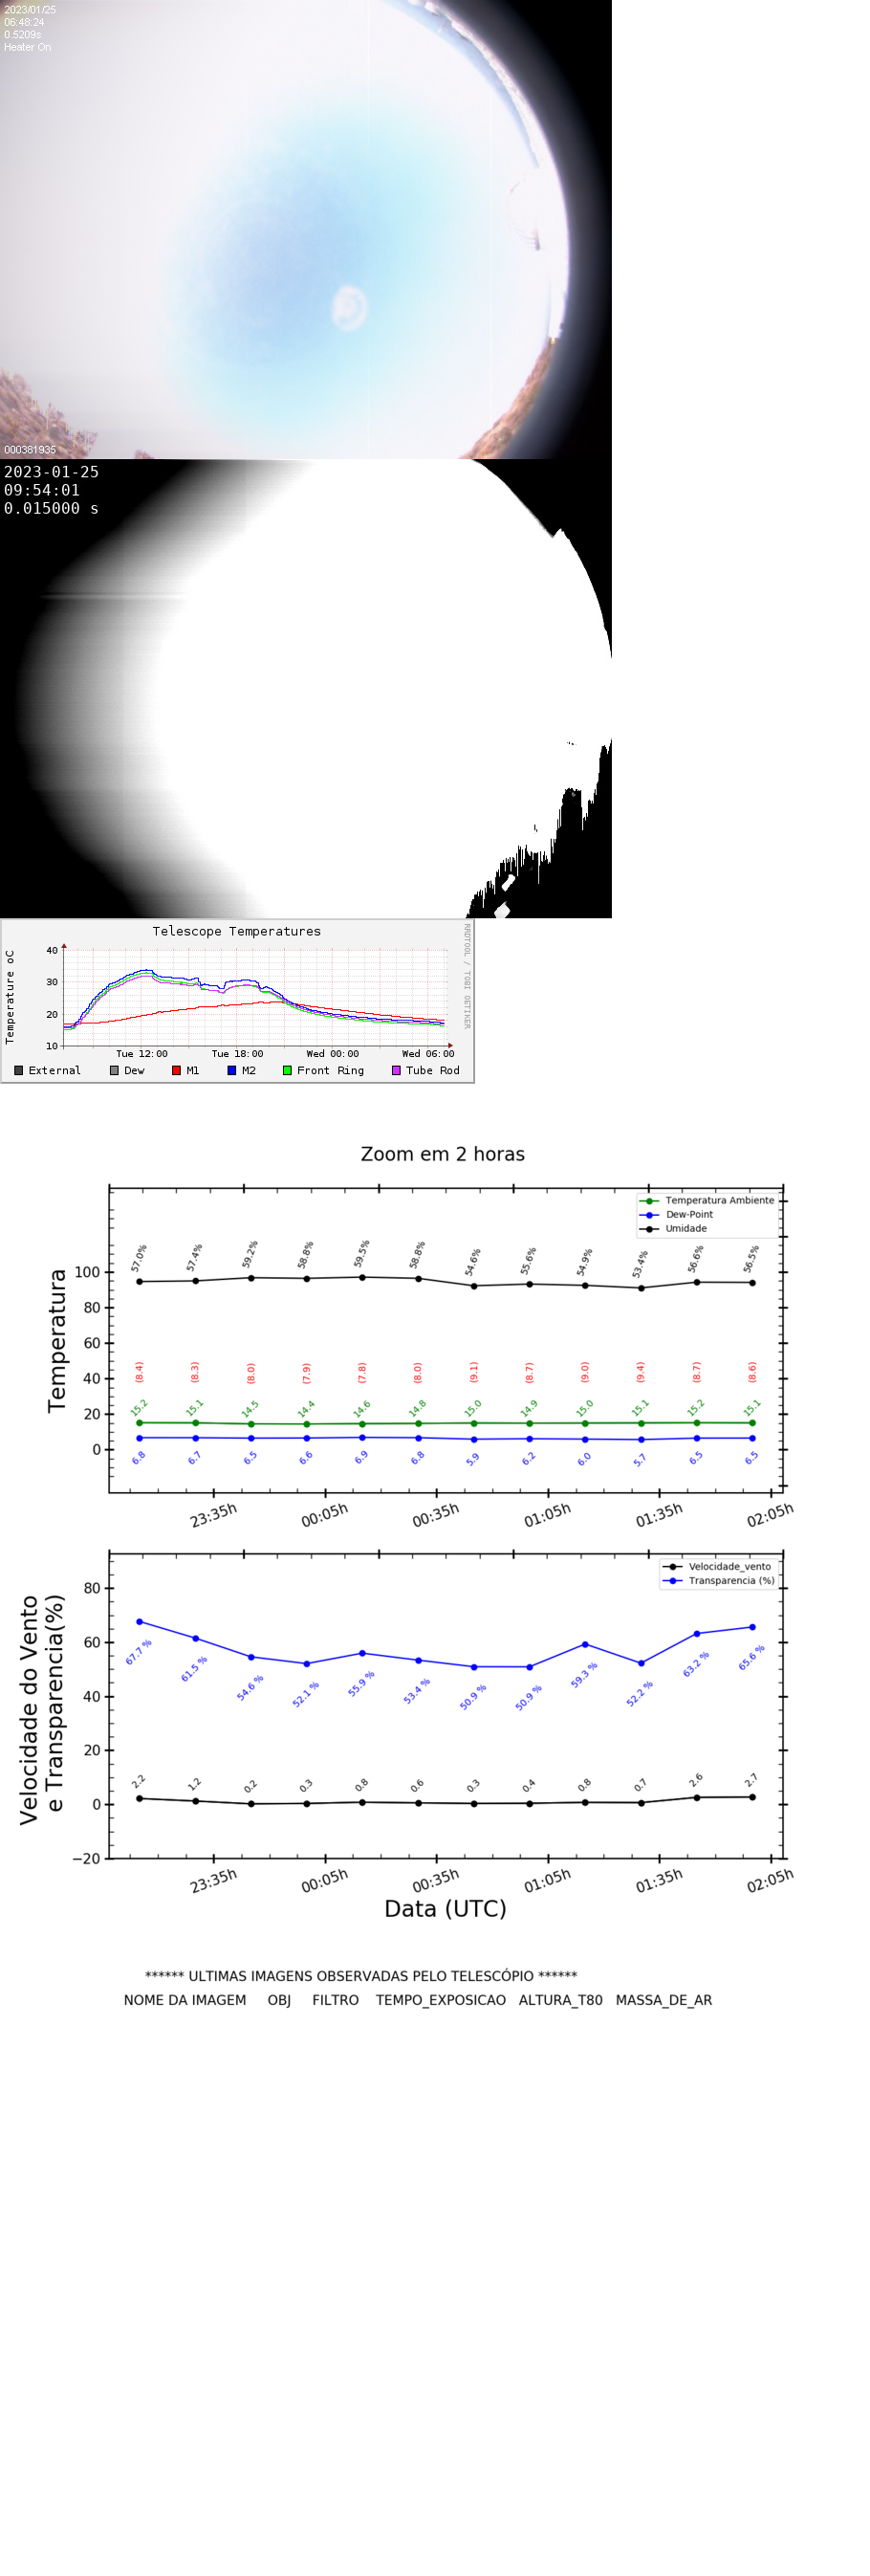 2023/01/25
06:48:24
0.5209s
Heater On
000381935
2023-01-25
09:54:01
0.015000 s
Telescope Temperatures
RRDTOOL / TOBI OETIKER
Temperature oC
40
30
20
10
Tue 12:00 Tue 18:00 Wed 00:00 Wed 06:00
External Dew M1 M2 Front Ring Tube Rod
Zoom em 2 horas
Temperatura Ambiente
Dew-Point
Umidade
Temperatura
57.0% 57.4% 59.2% 58.8% 59.5% 58.8% 54.6% 55.6% 54.9% 53.4% 56.6% 56.5%
100
80
60
40
20
0
(8.4) (8.3) (8.0) (7.9) (7.8) (8.0) (9.1) (8.7) (9.0) (9.4) (8.7) (8.6)
15.2 15.1 14.5 14.4 14.6 14.8 15.0 14.9 15.0 15.1 15.2 15.1
6.8 6.7 6.5 6.6 6.9 6.8 5.9 6.2 6.0 5.7 6.5 6.5
23:35h 00:05h 00:35h 01:05h 01:35h 02:05h
Velocidade_vento
Transparencia (%)
Velocidade do Vento
e Transparencia(%)
80
60
40
20
0
−20
67.7 % 61.5 % 54.6 % 52.1 % 55.9 % 53.4 % 50.9 % 50.9 % 59.3 % 52.2 % 63.2 % 65.6 %
2.2 1.2 0.2 0.3 0.8 0.6 0.3 0.4 0.8 0.7 2.6 2.7
23:35h 00:05h 00:35h 01:05h 01:35h 02:05h
Data (UTC)
****** ULTIMAS IMAGENS OBSERVADAS PELO TELESCÓPIO ******
NOME DA IMAGEM OBJ FILTRO TEMPO_EXPOSICAO ALTURA_T80 MASSA_DE_AR